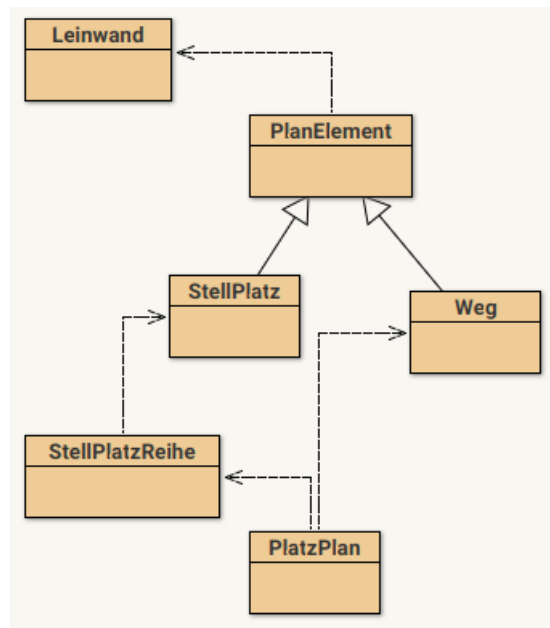 Leinwand
PlanElement
StellPlatz
Weg
StellPlatzReihe
PlatzPlan